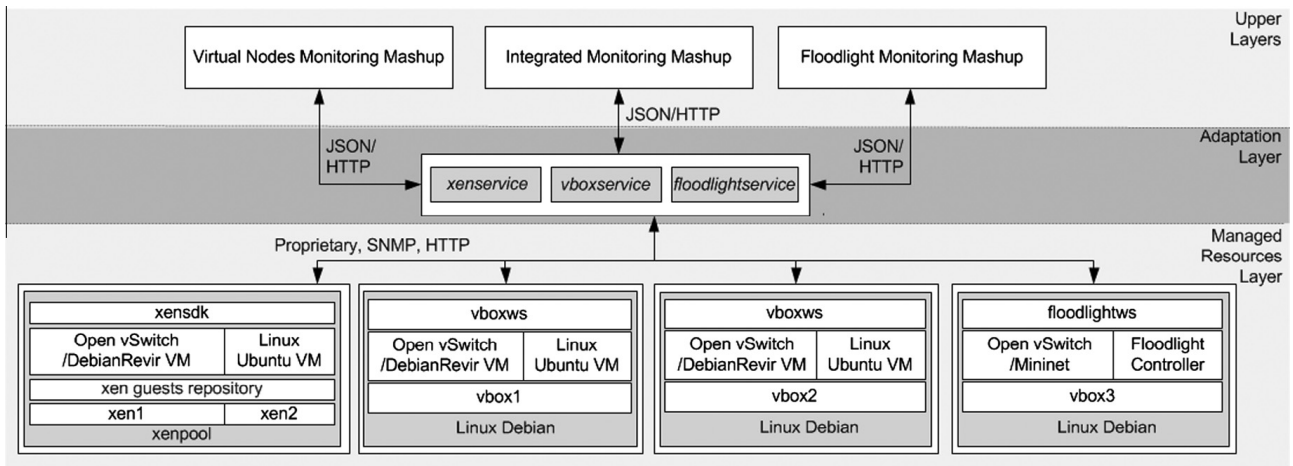 Upper
Layers
Virtual Nodes Monitoring Mashup
Integrated Monitoring Mashup
Floodlight Monitoring Mashup
JSON/HTTP
Adaptation
Layer
JSON/
HTTP
JSON/
HTTP
xenservice
vboxservice
floodlightservice
Managed
Resources
Layer
Proprietary, SNMP, HTTP
xensdk
Open vSwitch
/DebianRevir VM
Linux
Ubuntu VM
xen guests repository
xen1
xen2
xenpool
vboxws
Open vSwitch
/DebianRevir VM
Linux
Ubuntu VM
vbox1
Linux Debian
vboxws
Open vSwitch
/DebianRevir VM
Linux
Ubuntu VM
vbox2
Linux Debian
floodlightws
Open vSwitch
/Mininet
Floodlight
Controller
vbox3
Linux Debian